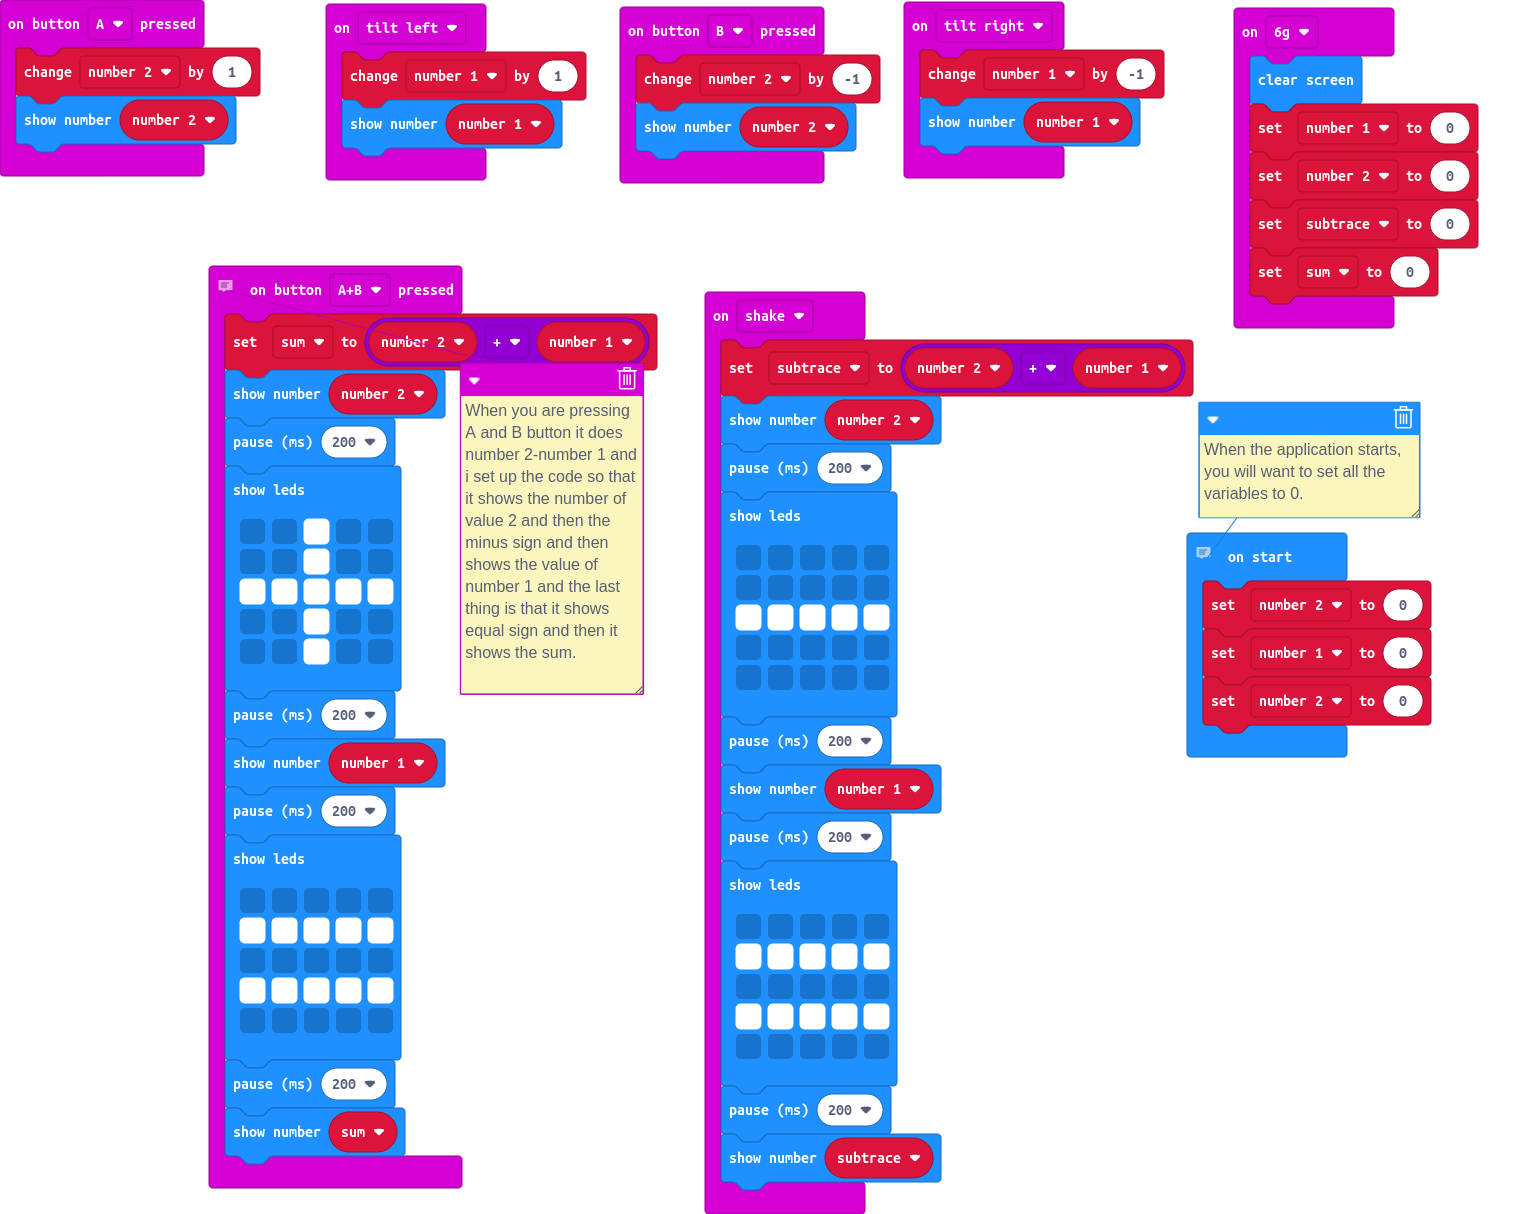 on button A pressed
change number 2 by 1
show number number 2
on tilt left
change number 1 by 1
show number number 1
on button B pressed
change number 2 by -1
show number number 2
on tilt right
change number 1 by -1
show number number 1
on 6g
clear screen
set number 1 to 0
set number 2 to 0
set subtrace to 0
set sum to 0
on button A+B pressed
set sum to number 2 + number 1
show number number 2
pause (ms) 200
show leds
pause (ms) 200
show number number 1
pause (ms) 200
show leds
pause (ms) 200
show number sum
When you are pressing
A and B button it does
number 2-number 1 and
i set up the code so that
it shows the number of
value 2 and then the
minus sign and then
shows the value of
number 1 and the last
thing is that it shows
equal sign and then it
shows the sum.
on shake
set subtrace to number 2 + number 1
show number number 2
pause (ms) 200
show leds
pause (ms) 200
show number number 1
pause (ms) 200
show leds
pause (ms) 200
show number subtrace
When the application starts,
you will want to set all the
variables to 0.
on start
set number 2 to 0
set number 1 to 0
set number 2 to 0